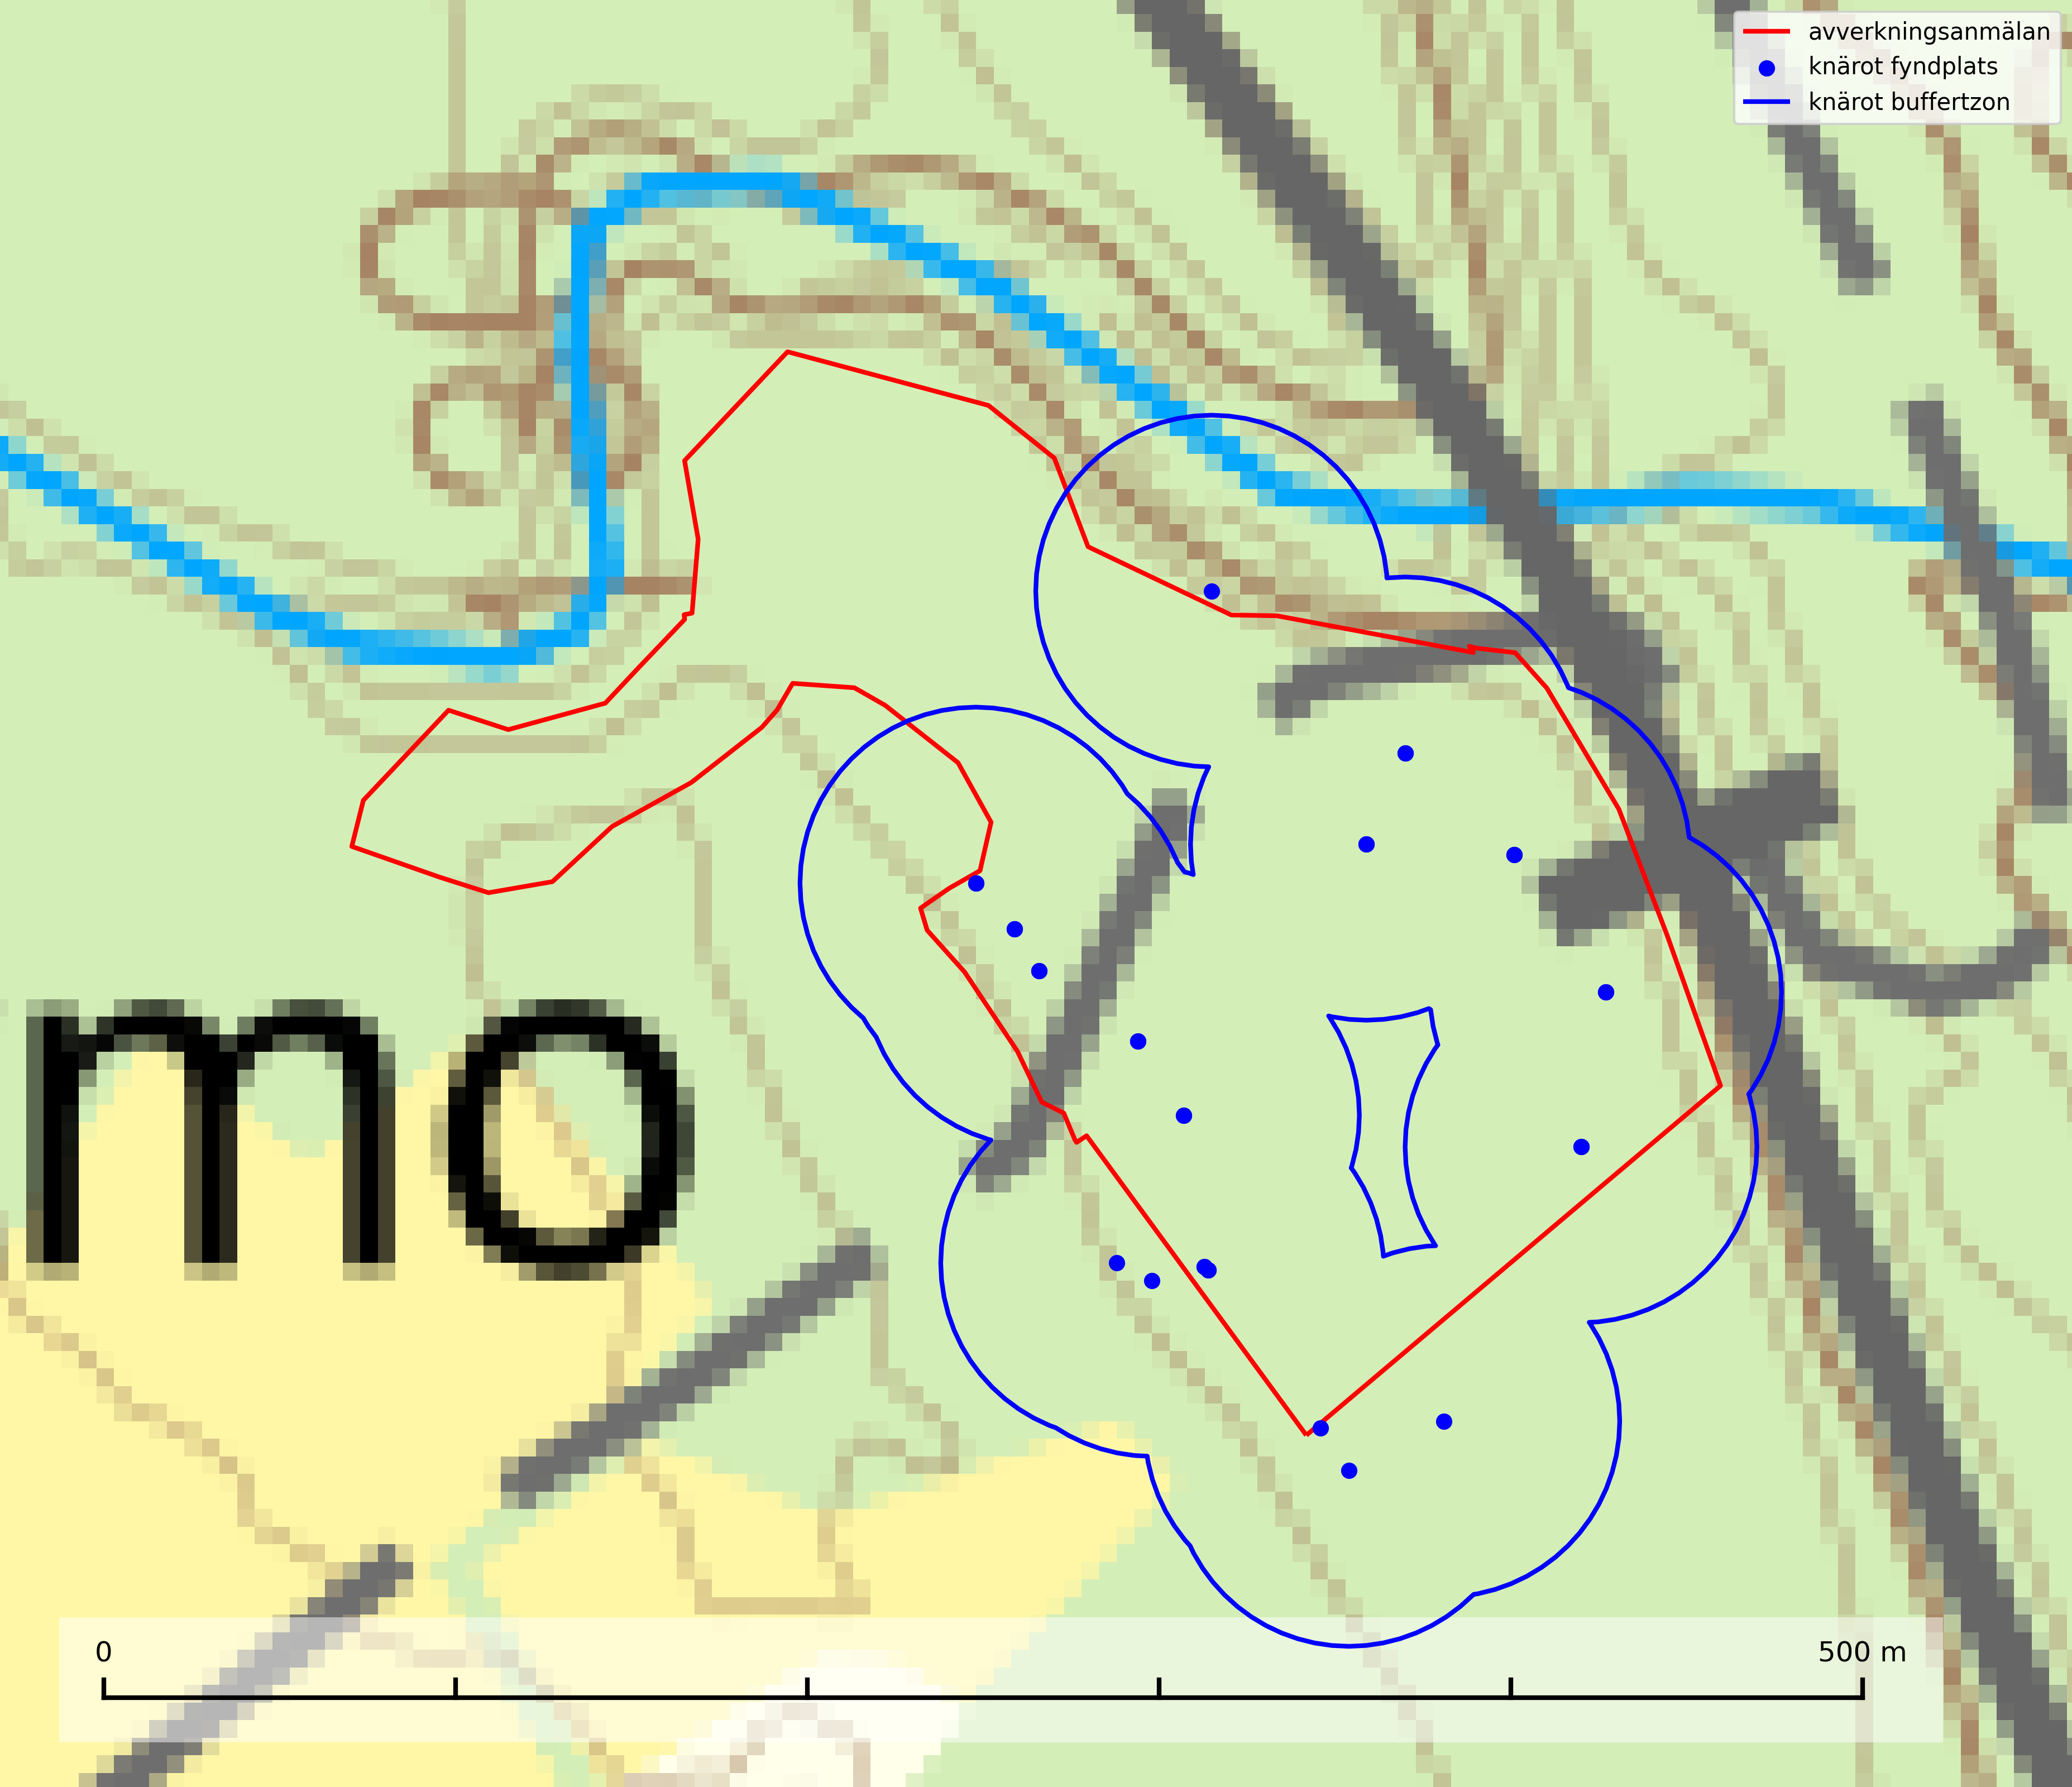 avverkningsanmälan
knärot fyndplats
knärot buffertzon
mo
0
500 m